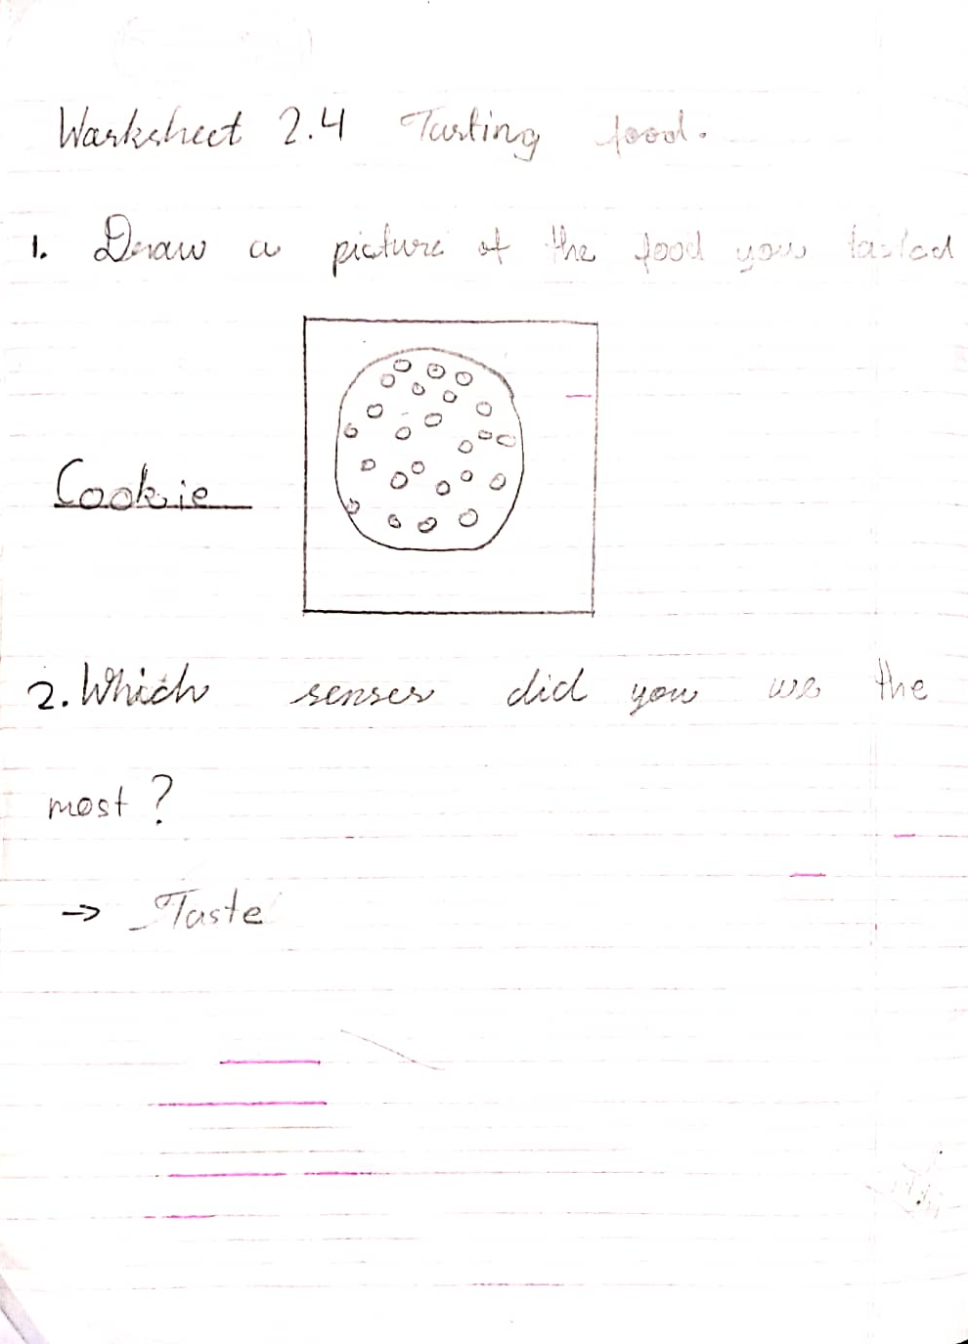 Worksheet 2.4 Tasting food.
1. Draw a picture of the food you tasted
Cookie
2. Which senses did you use the
most?
→ Taste